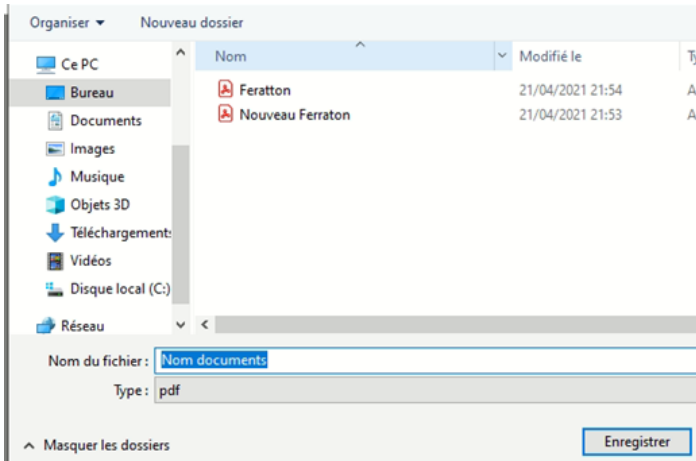 Organiser Nouveau dossier
Ce PC
Bureau
Documents
Images
Musique
Objets 3D
Téléchargement
Vidéos
Disque local (C:)
Réseau
Nom Modifié le
Feratton 21/04/2021 21:54 A
Nouveau Ferraton 21/04/2021 21:53 A
Nom du fichier : Nom documents
Type : pdf
Masquer les dossiers Enregistrer